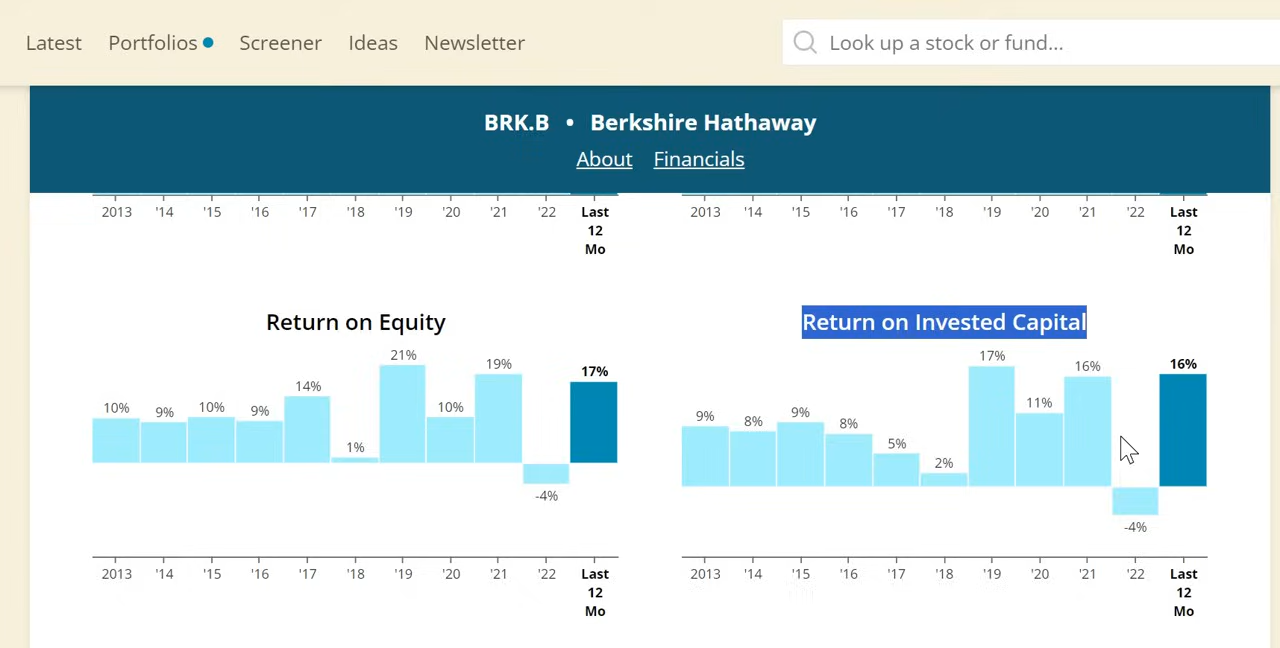 Latest Portfolios Screener Ideas Newsletter Look up a stock or fund...
BRK.B • Berkshire Hathaway
About Financials
2013 '14 '15 '16 '17 '18 '19 '20 '21 '22 Last
12
Mo
2013 '14 '15 '16 '17 '18 '19 '20 '21 '22 Last
12
Mo
Return on Equity
10% 9% 10% 9% 14% 1% 21% 10% 19% -4% 17%
2013 '14 '15 '16 '17 '18 '19 '20 '21 '22 Last
12
Mo
Return on Invested Capital
9% 8% 9% 8% 5% 2% 17% 11% 16% -4% 16%
2013 '14 '15 '16 '17 '18 '19 '20 '21 '22 Last
12
Mo